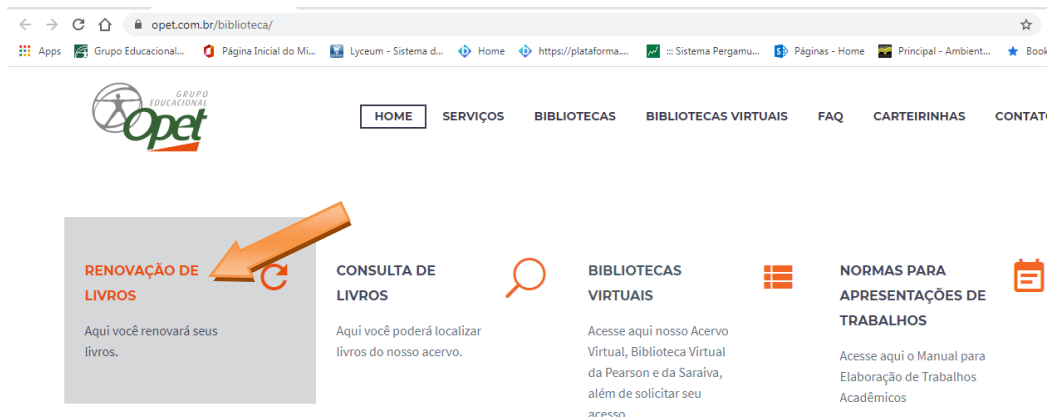 opet.com.br/biblioteca/
Apps Grupo Educacional... Página Inicial do Mi... Lyceum - Sistema d... Home https://plataforma.... ::: Sistema Pergamu... Páginas - Home Principal - Ambient... Book
GRUPO
EDUCACIONAL
Opet
HOME SERVIÇOS BIBLIOTECAS BIBLIOTECAS VIRTUAIS FAQ CARTEIRINHAS CONTATO
RENOVAÇÃO DE
LIVROS
Aqui você renovará seus
livros.
CONSULTA DE
LIVROS
Aqui você poderá localizar
livros do nosso acervo.
BIBLIOTECAS
VIRTUAIS
Acesse aqui nosso Acervo
Virtual, Biblioteca Virtual
da Pearson e da Saraiva,
além de solicitar seu
acesso
NORMAS PARA
APRESENTAÇÕES DE
TRABALHOS
Acesse aqui o Manual para
Elaboração de Trabalhos
Acadêmicos